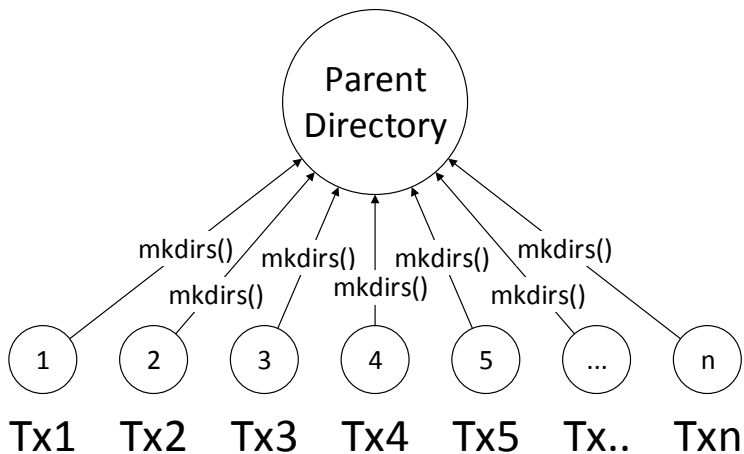 Parent
Directory
mkdirs() mkdirs() mkdirs() mkdirs() mkdirs() mkdirs() mkdirs()
1 2 3 4 5 ... n
Tx1 Tx2 Tx3 Tx4 Tx5 Tx.. Txn